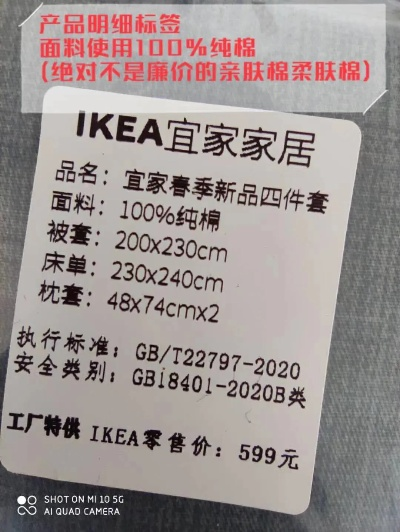 产品明细标签
面料使用100%纯棉
(绝对不是廉价的亲肤棉柔肤棉)
IKEA宜家家居
品名：宜家春季新品四件套
面料：100%纯棉
被套：200x230cm
床单：230x240cm
枕套：48x74cmx2
执行标准：GB/T22797-2020
安全类别：GB18401-2020B类
工厂特供 IKEA零售价：599元
SHOT ON MI 10 5G
AI QUAD CAMERA